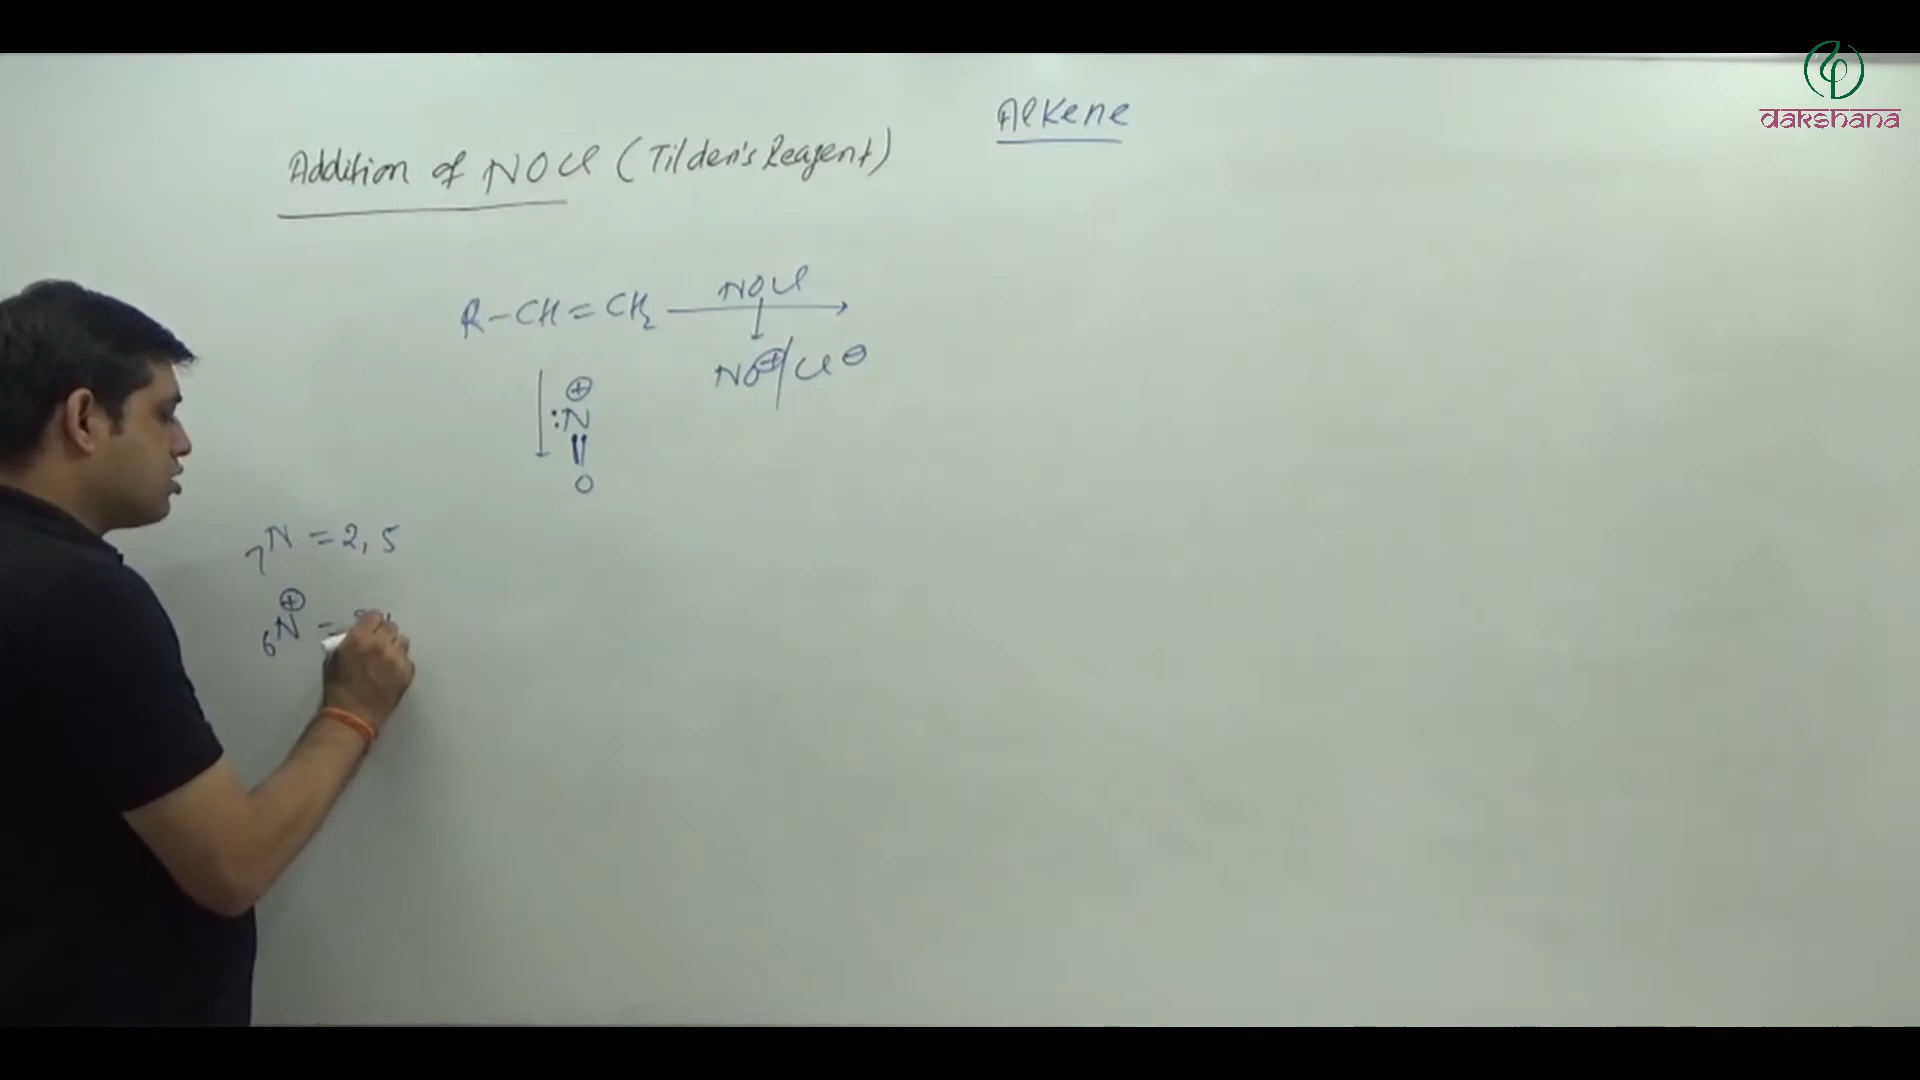 dakshana
Alkene
Addition of NOCl (Tilden's Reagent)
R-CH=CH₂ NOCl →
NO⊕/Cl⊖
⊕
:N
||
O
₇N = 2, 5
⊕
₆N =